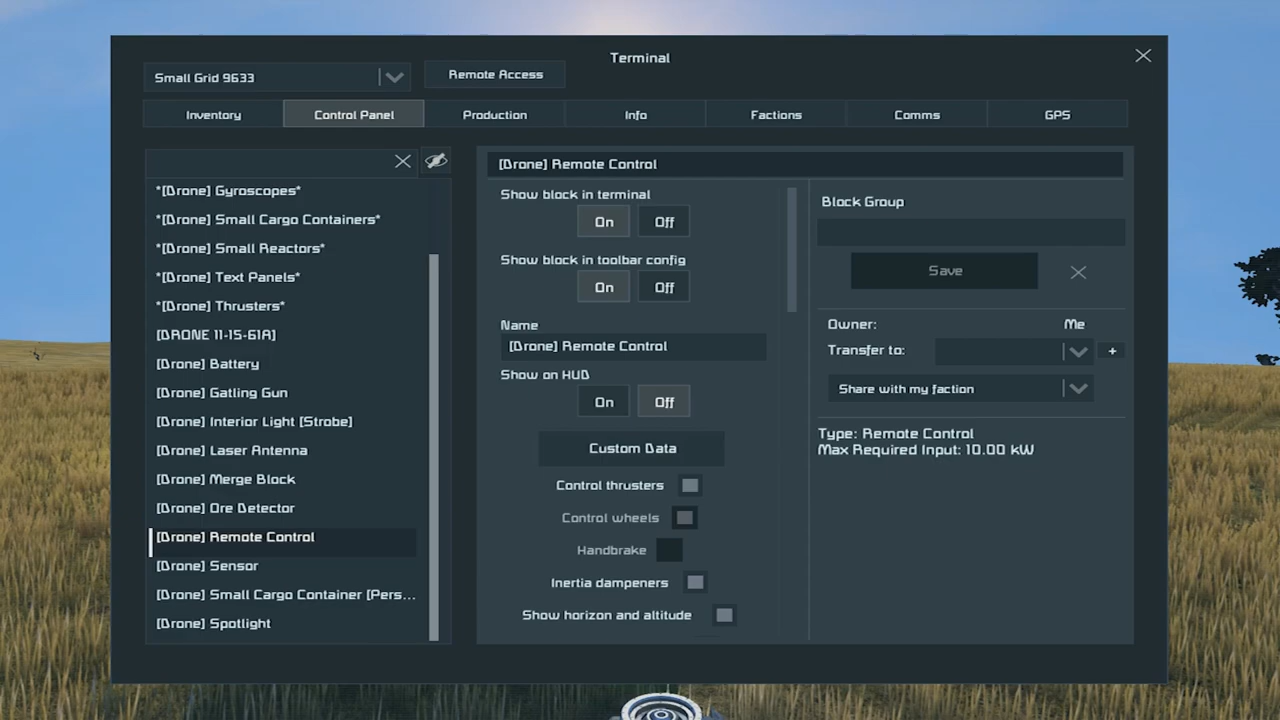 Terminal
Small Grid 9633
Remote Access
Inventory
Control Panel
Production
Info
Factions
Comms
GPS
*[Drone] Gyroscopes*
*[Drone] Small Cargo Containers*
*[Drone] Small Reactors*
*[Drone] Text Panels*
*[Drone] Thrusters*
[DRONE 11-15-61A]
[Drone] Battery
[Drone] Gatling Gun
[Drone] Interior Light [Strobe]
[Drone] Laser Antenna
[Drone] Merge Block
[Drone] Ore Detector
[Drone] Remote Control
[Drone] Sensor
[Drone] Small Cargo Container [Pers...
[Drone] Spotlight
[Drone] Remote Control
Show block in terminal
On Off
Show block in toolbar config
On Off
Name
[Drone] Remote Control
Show on HUD
On Off
Custom Data
Control thrusters
Control wheels
Handbrake
Inertia dampeners
Show horizon and altitude
Block Group
Save
Owner: Me
Transfer to:
+
Share with my faction
Type: Remote Control
Max Required Input: 10.00 kW